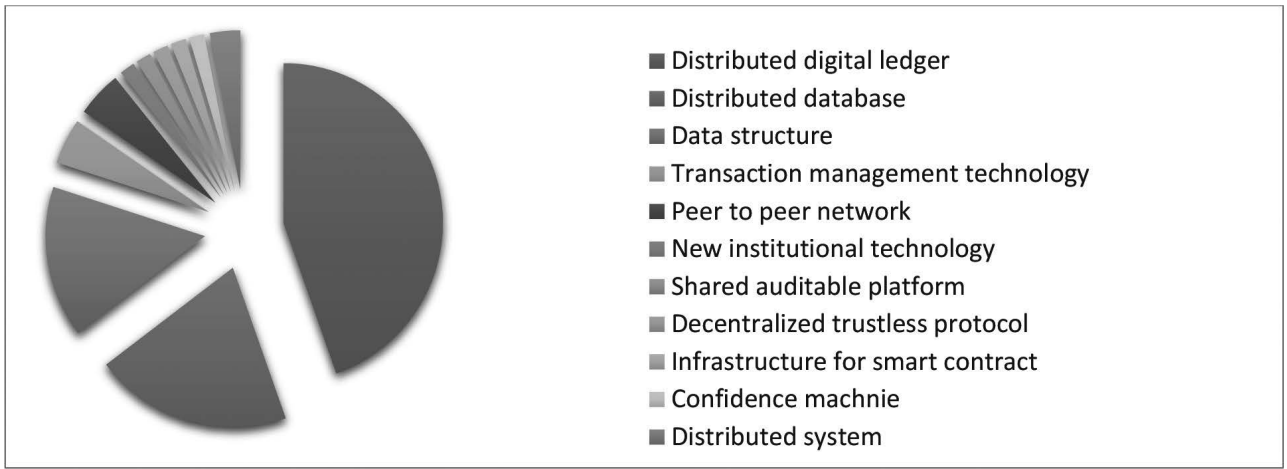 Distributed digital ledger
Distributed database
Data structure
Transaction management technology
Peer to peer network
New institutional technology
Shared auditable platform
Decentralized trustless protocol
Infrastructure for smart contract
Confidence machnie
Distributed system